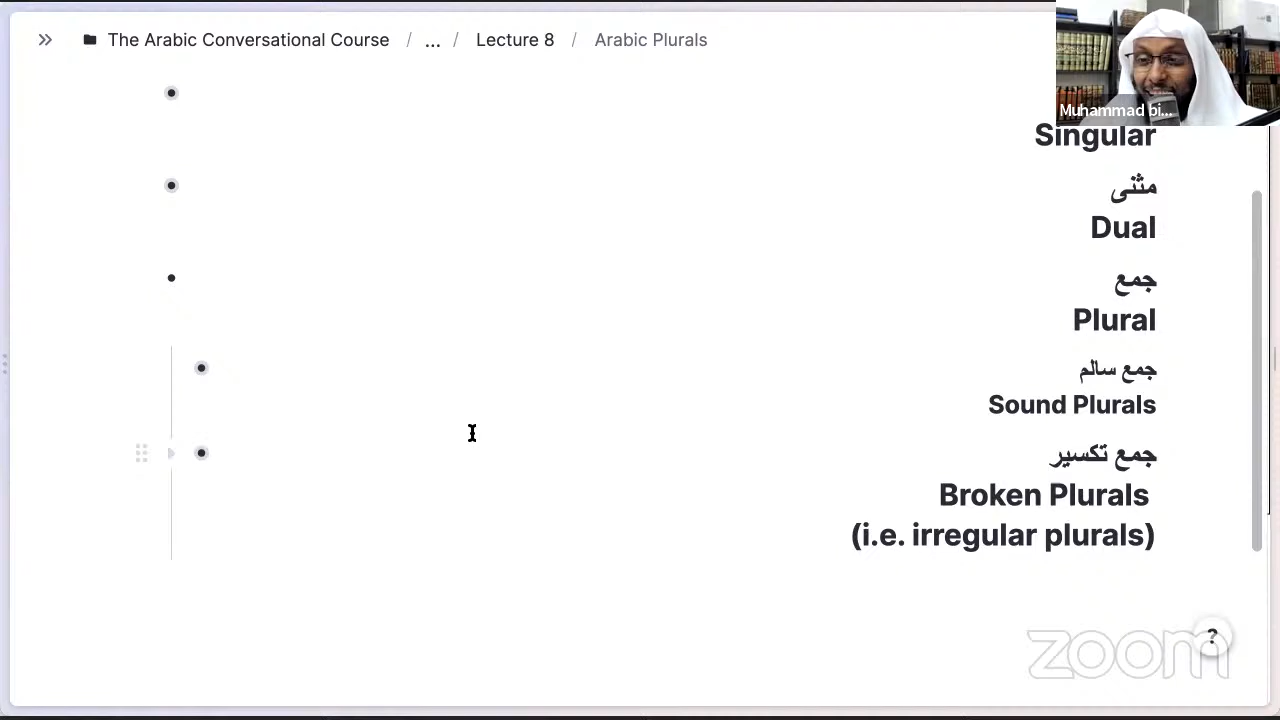 The Arabic Conversational Course / ... / Lecture 8 / Arabic Plurals
Muhammad bi...
Singular
مثنى
Dual
جمع
Plural
جمع سالم
Sound Plurals
جمع تكسير
Broken Plurals
(i.e. irregular plurals)
?
zoom